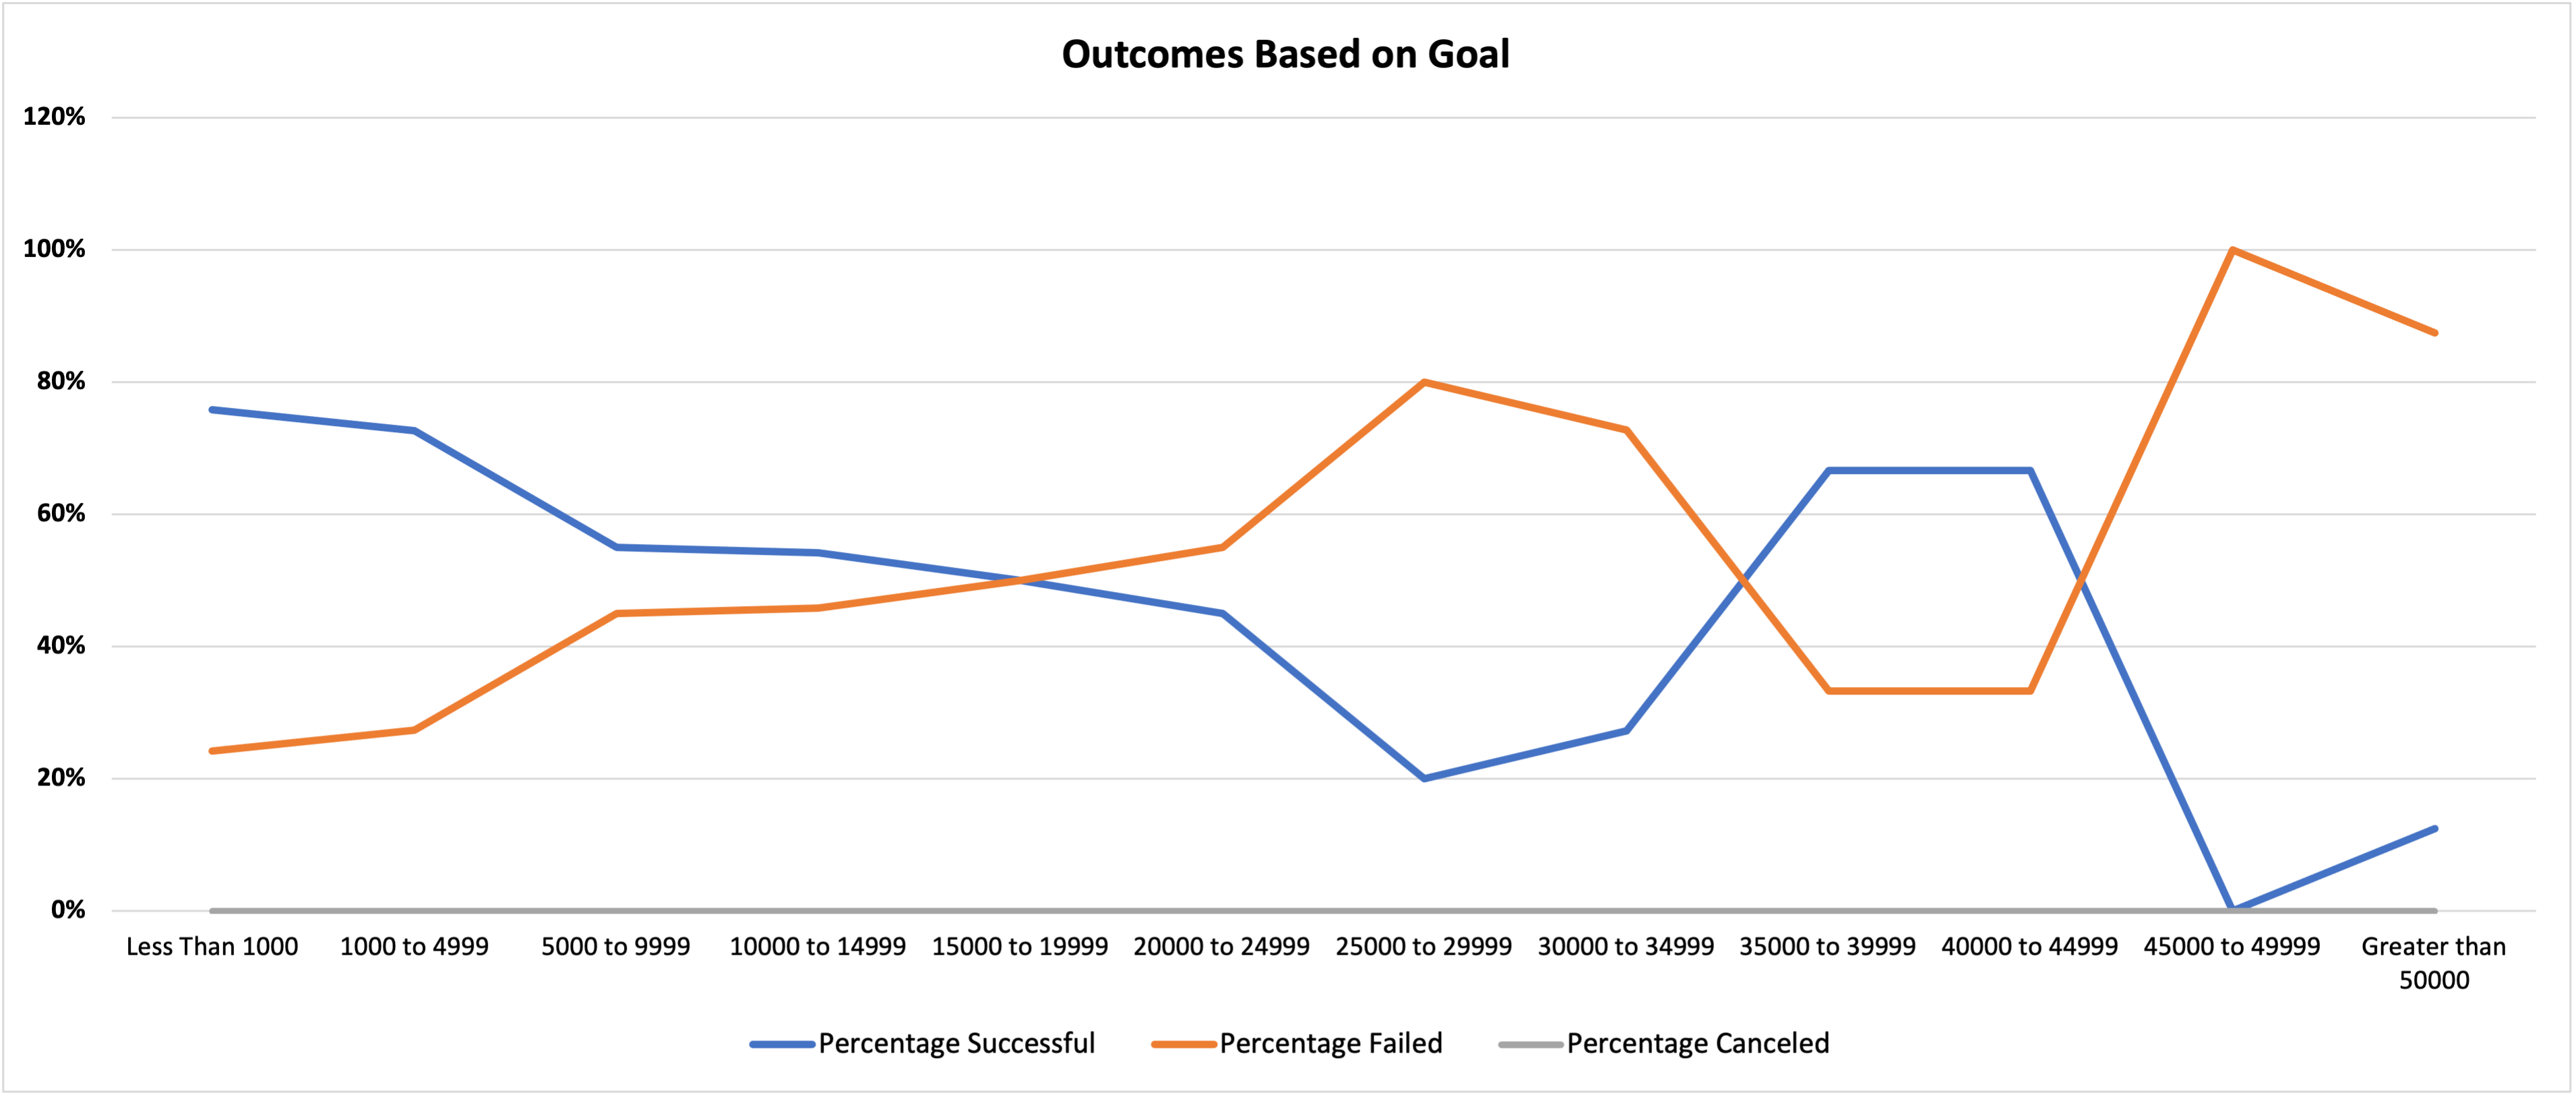 Outcomes Based on Goal
120%
100%
80%
60%
40%
20%
0%
Less Than 1000
1000 to 4999
5000 to 9999
10000 to 14999
15000 to 19999
20000 to 24999
25000 to 29999
30000 to 34999
35000 to 39999
40000 to 44999
45000 to 49999
Greater than
50000
Percentage Successful
Percentage Failed
Percentage Canceled